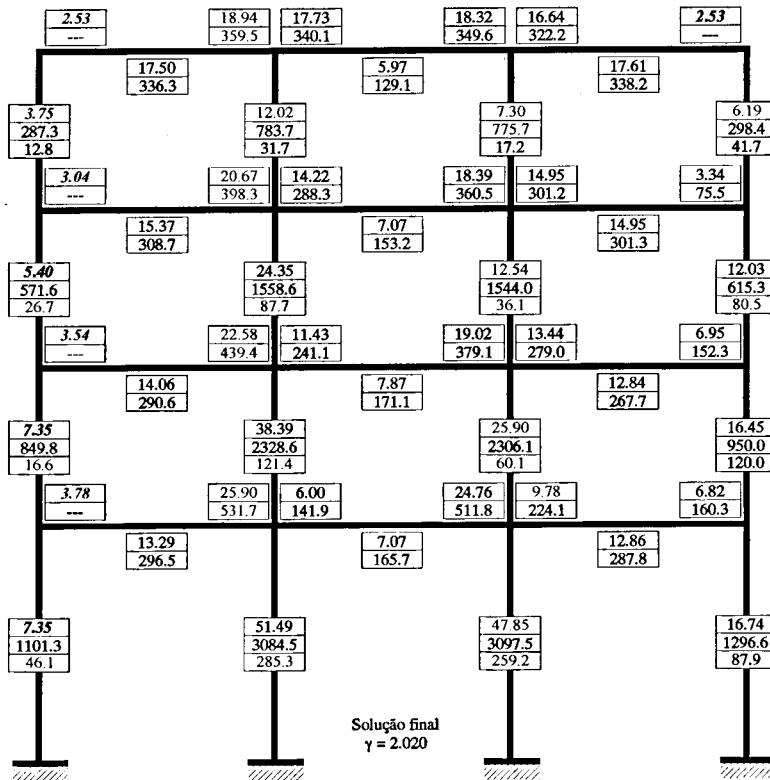 2.53 18.94 17.73 18.32 16.64 2.53
--- 359.5 340.1 349.6 322.2 ---
17.50 5.97 17.61
336.3 129.1 338.2
3.75 12.02 7.30 6.19
287.3 783.7 775.7 298.4
12.8 31.7 17.2 41.7
3.04 20.67 14.22 18.39 14.95 3.34
--- 398.3 288.3 360.5 301.2 75.5
15.37 7.07 14.95
308.7 153.2 301.3
5.40 24.35 12.54 12.03
571.6 1558.6 1544.0 615.3
26.7 87.7 36.1 80.5
3.54 22.58 11.43 19.02 13.44 6.95
--- 439.4 241.1 379.1 279.0 152.3
14.06 7.87 12.84
290.6 171.1 267.7
7.35 38.39 25.90 16.45
849.8 2328.6 2306.1 950.0
16.6 121.4 60.1 120.0
3.78 25.90 6.00 24.76 9.78 6.82
--- 531.7 141.9 511.8 224.1 160.3
13.29 7.07 12.86
296.5 165.7 287.8
7.35 51.49 47.85 16.74
1101.3 3084.5 3097.5 1296.6
46.1 285.3 259.2 87.9
Solução final
γ = 2.020